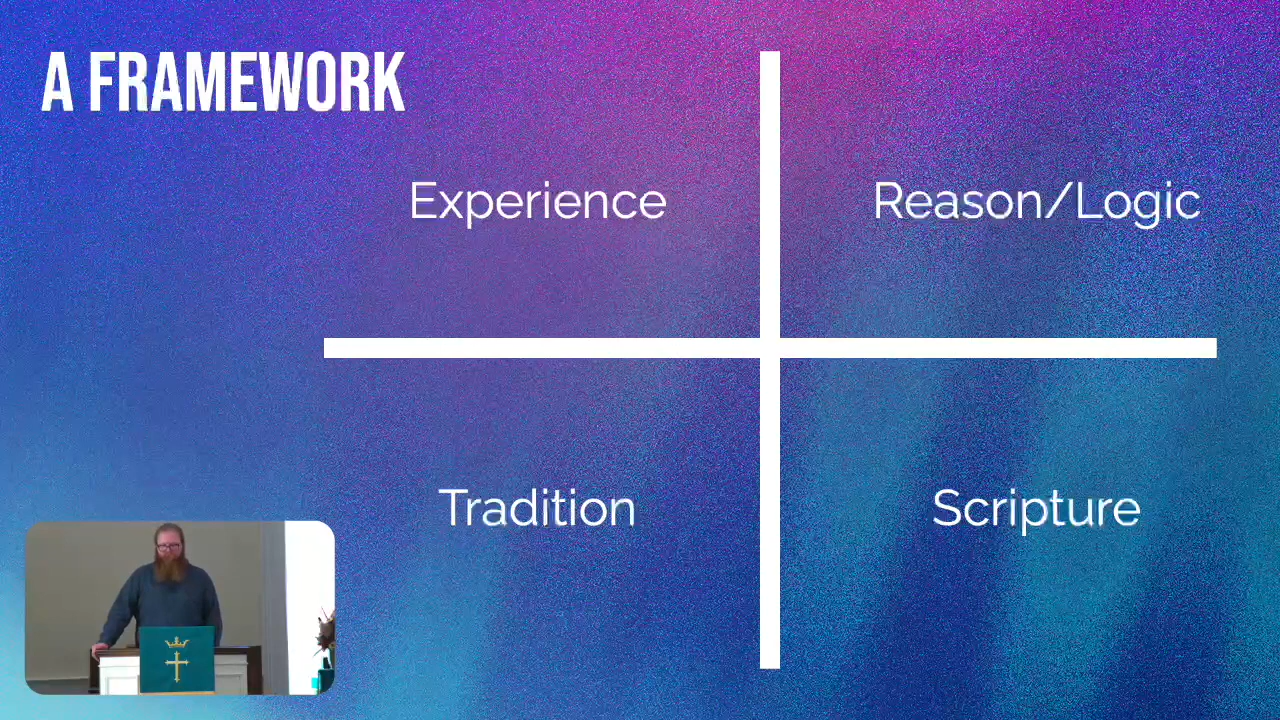 A FRAMEWORK
Experience
Reason/Logic
Tradition
Scripture